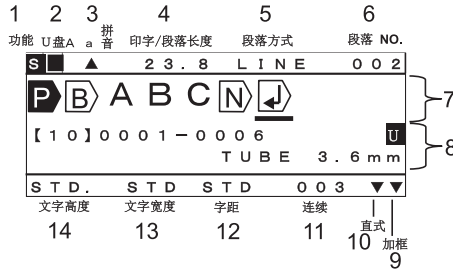 1 2 3 4 5 6
功能 U盘A a 拼音 印字/段落长度 段落方式 段落 NO.
S ▲ 23.8 LINE 002
P B A B C N ↲ 7
【10】0001-0006 U 8
TUBE 3.6mm
STD. STD STD 003 ▼▼
文字高度 文字宽度 字距 连续 直式 加框
14 13 12 11 10 9